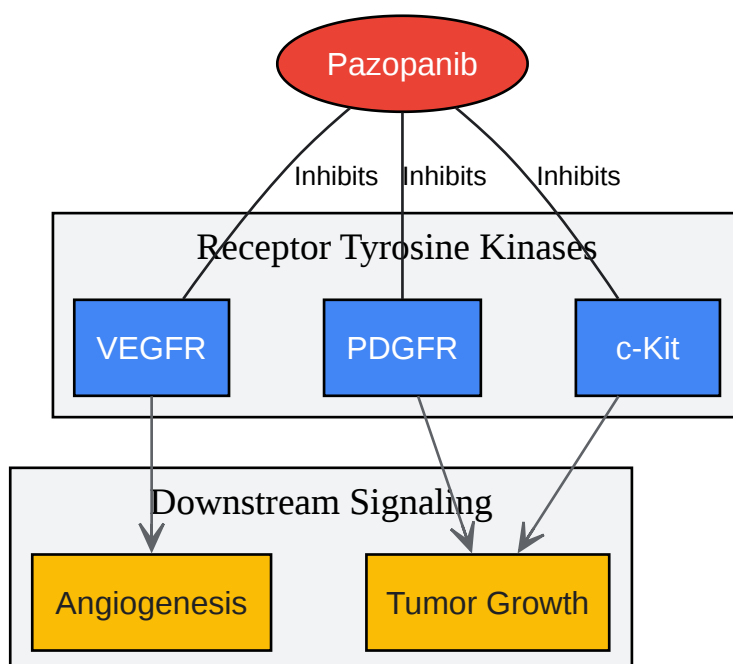 Pazopanib
Inhibits
Inhibits
Inhibits
Receptor Tyrosine Kinases
VEGFR
PDGFR
c-Kit
Downstream Signaling
Angiogenesis
Tumor Growth